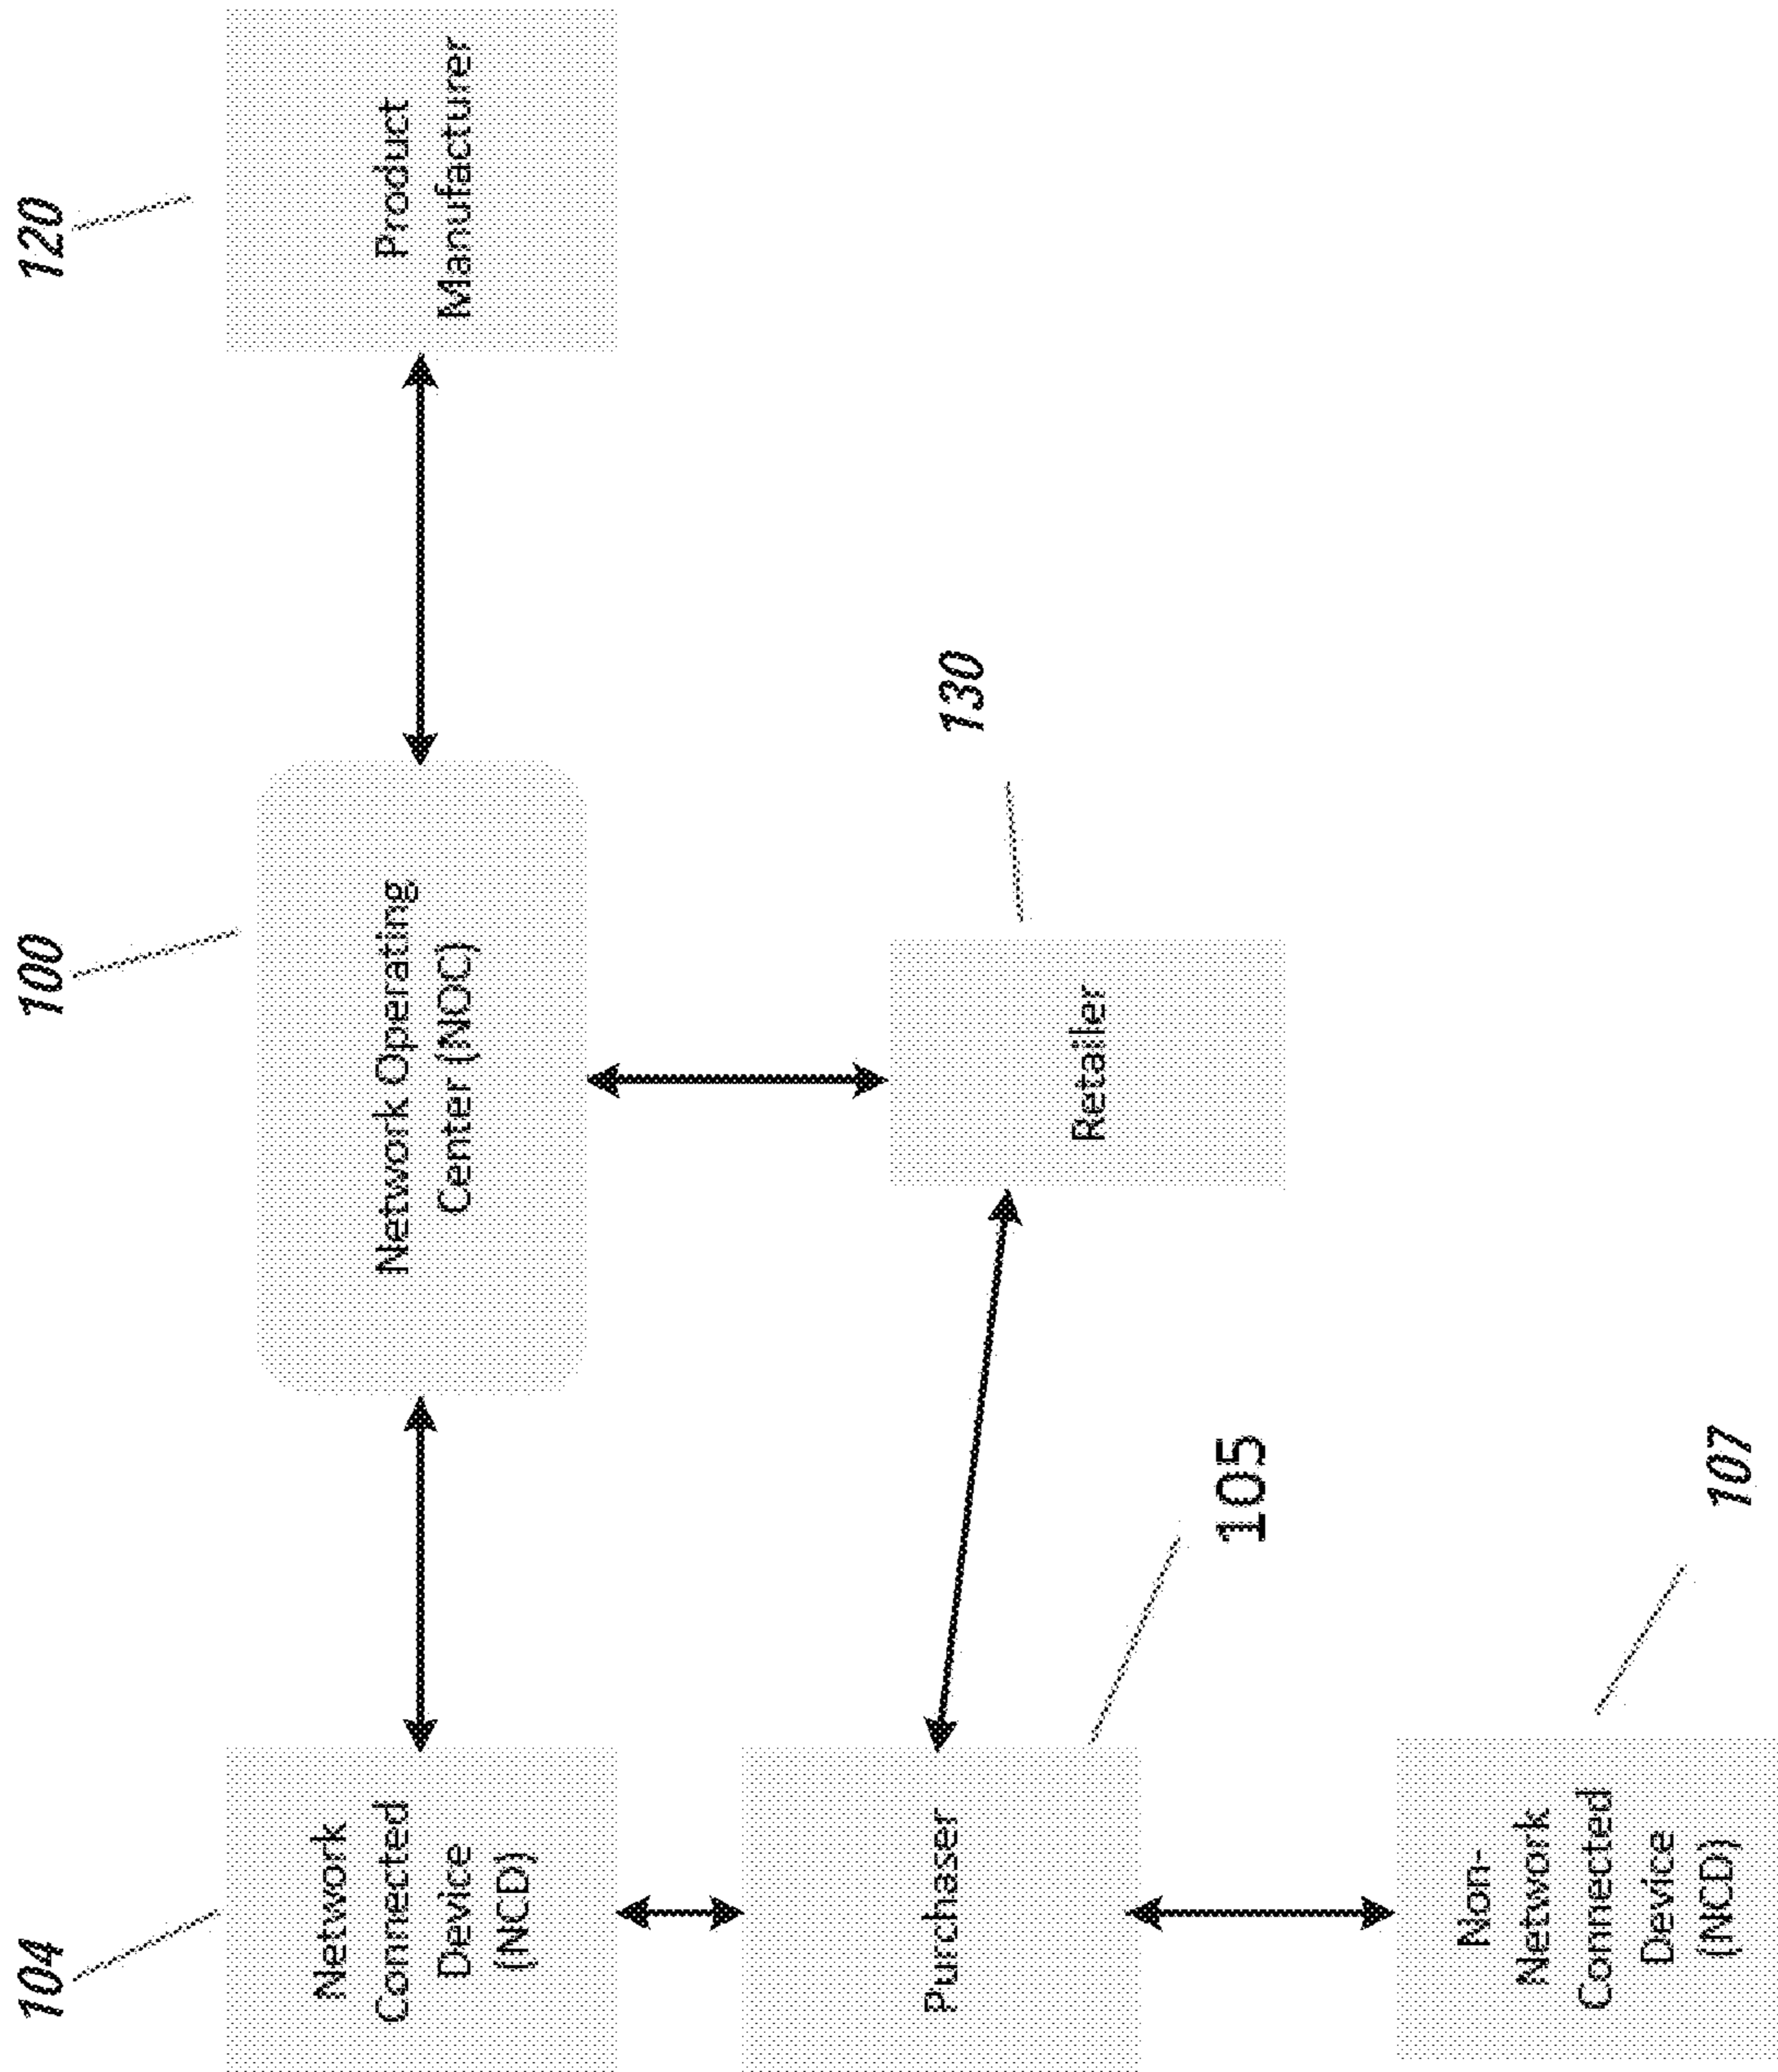 104
100
120
Network
Connected
Device
(NCD)
Network Operating
Center (NOC)
Product
Manufacturer
Purchaser
Retailer
130
105
Non-
Network
Connected
Device
(NCD)
107